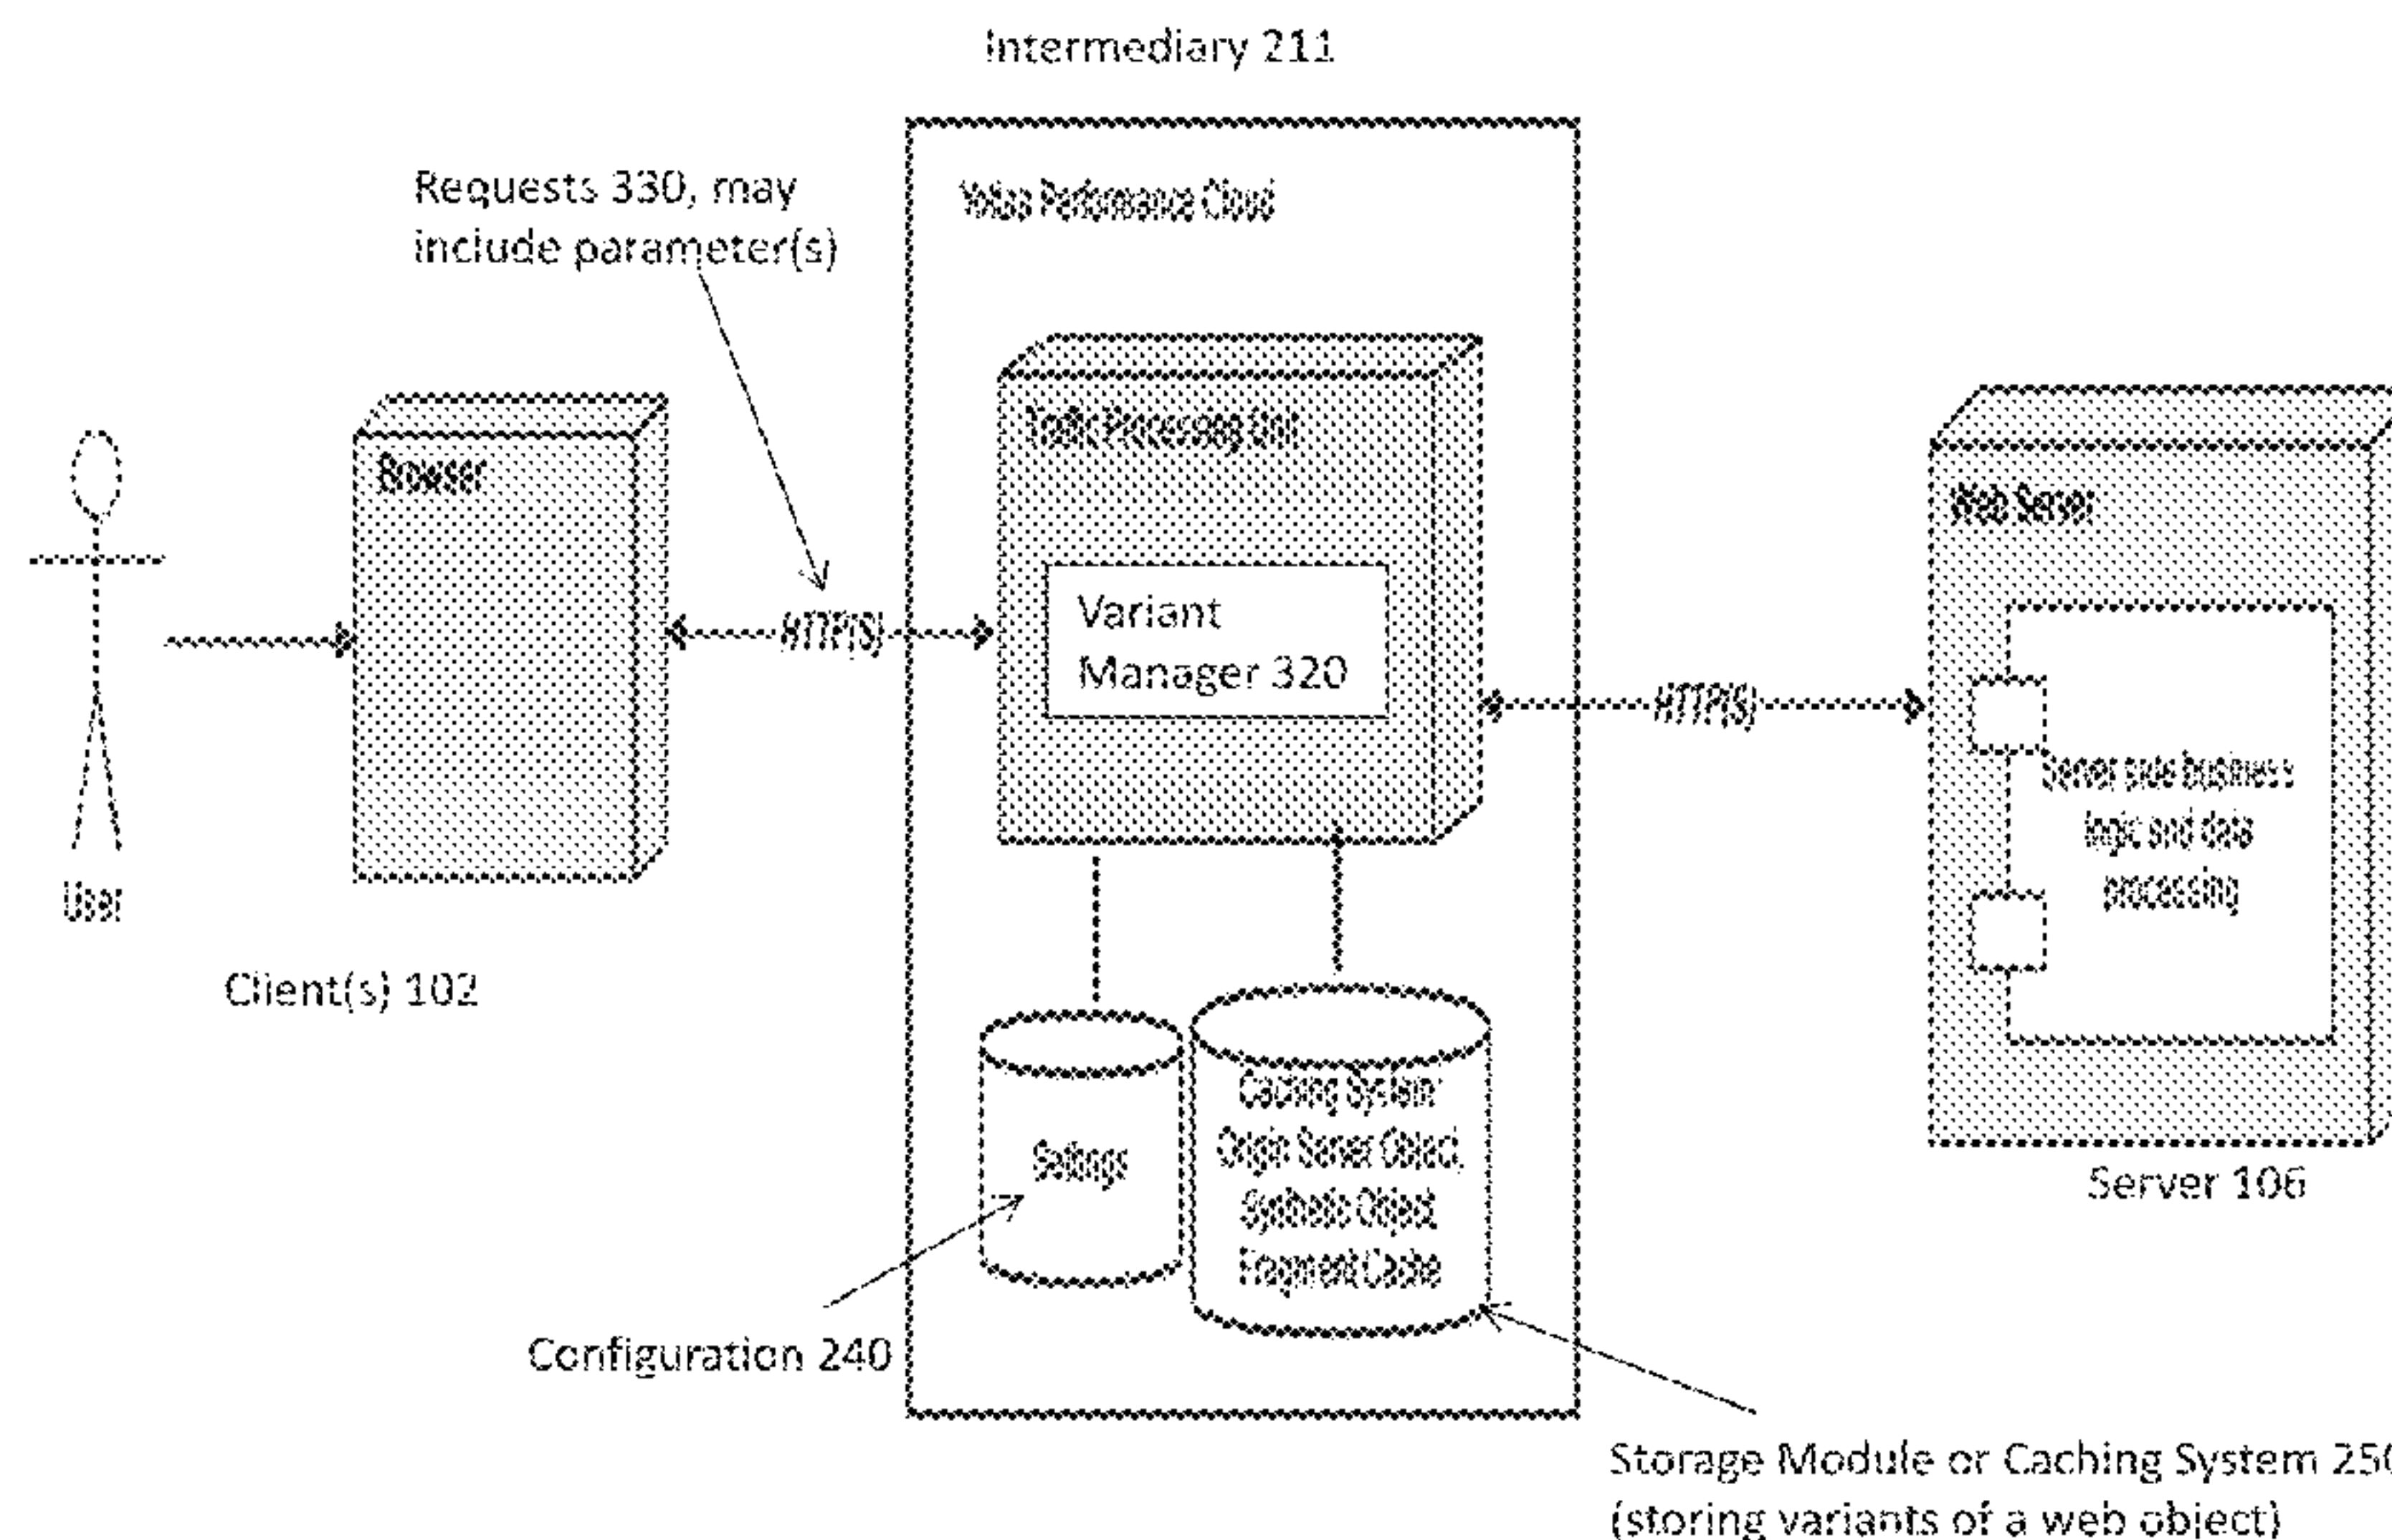 Intermediary 211
Requests 330, may
include parameter(s)
Performance Cloud
Browser
Traffic Processing Unit
Web Server
Variant
Manager 320
HTTP(S)
HTTP(S)
Server side business
logic and data
processing
User
Client(s) 102
Settings
Caching System
Origin Server Object
Synthetic Object
Fragment Cache
Server 106
Configuration 240
Storage Module or Caching System 250
(storing variants of a web object)